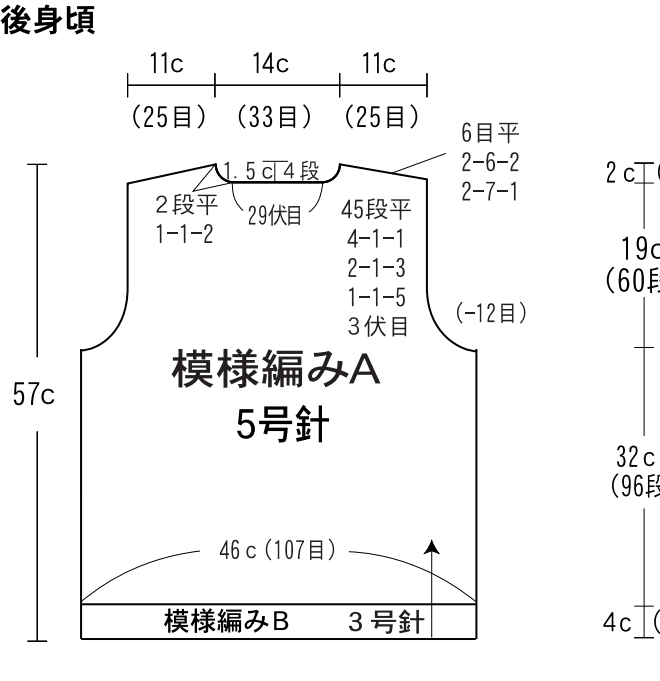 後身頃
11c 14c 11c
(25目) (33目) (25目)
6目平
2-6-2
2-7-1
1.5c 4段
2段平
1-1-2
29伏目
45段平
4-1-1
2-1-3
1-1-5
3伏目
(-12目)
模様編みA
5号針
57c
46c(107目)
模様編みB 3号針
2c
19c
(60段
32c
(96段
4c